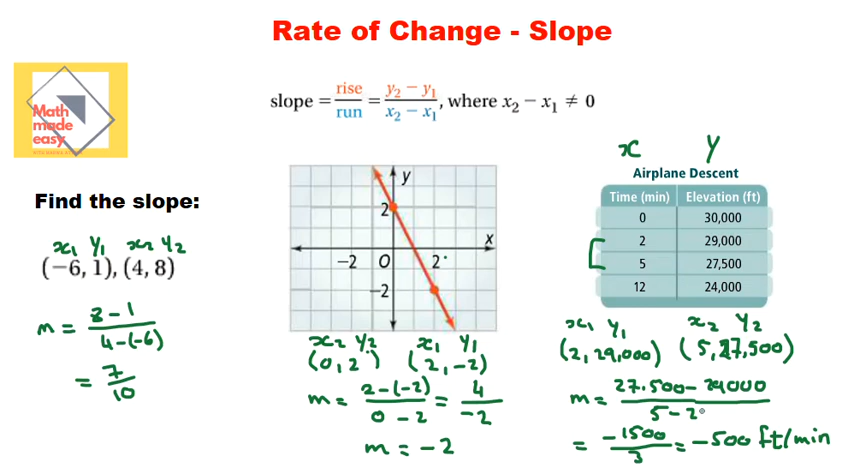 Rate of Change - Slope
slope = rise/run = y₂ − y₁/x₂ − x₁, where x₂ − x₁ ≠ 0
Math
made
easy
Find the slope:
x₁ y₁ x₂ y₂
(−6, 1), (4, 8)
m = 8 - 1/4 - (-6)
= 7/10
y
2
x
−2 O 2
−2
x₂ y₂ x₁ y₁
(0, 2) (2, -2)
m = 2 - (-2)/0 - 2 = 4/-2
m = -2
x y
Airplane Descent
Time (min) Elevation (ft)
0 30,000
2 29,000
5 27,500
12 24,000
x₁ y₁ x₂ y₂
(2, 29,000) (5, 27,500)
m = 27.500 - 29000/5 - 2
= -1500/3 = -500 ft/min